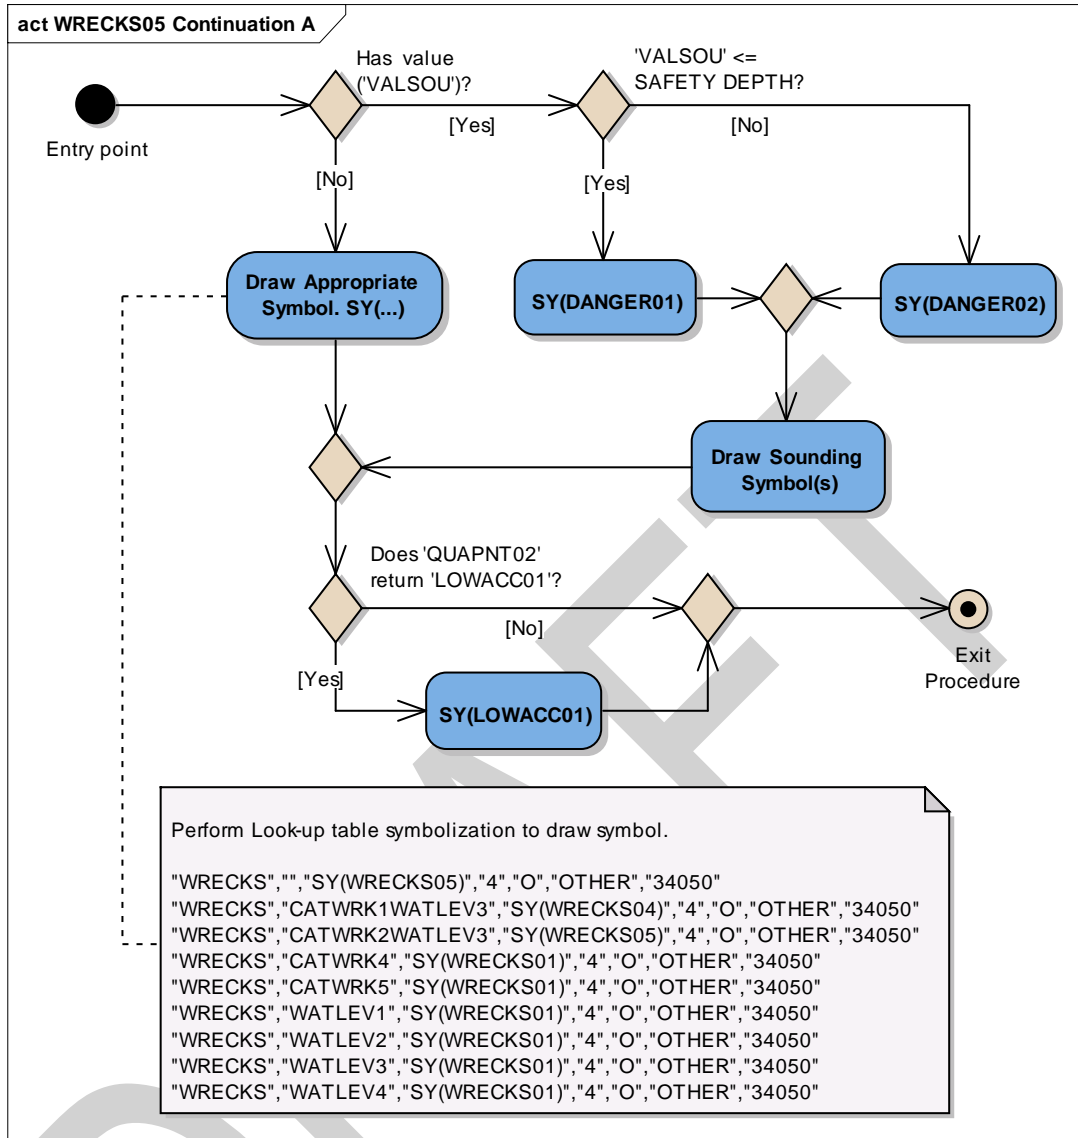 act WRECKS05 Continuation A
Has value
('VALSOU')?
'VALSOU' <=
SAFETY DEPTH?
Entry point
[Yes]
[No]
[No]
[Yes]
Draw Appropriate
Symbol. SY(...)
SY(DANGER01)
SY(DANGER02)
Draw Sounding
Symbol(s)
Does 'QUAPNT02'
return 'LOWACC01'?
[No]
[Yes]
SY(LOWACC01)
Exit
Procedure
Perform Look-up table symbolization to draw symbol.
"WRECKS","","SY(WRECKS05)","4","O","OTHER","34050"
"WRECKS","CATWRK1WATLEV3","SY(WRECKS04)","4","O","OTHER","34050"
"WRECKS","CATWRK2WATLEV3","SY(WRECKS05)","4","O","OTHER","34050"
"WRECKS","CATWRK4","SY(WRECKS01)","4","O","OTHER","34050"
"WRECKS","CATWRK5","SY(WRECKS01)","4","O","OTHER","34050"
"WRECKS","WATLEV1","SY(WRECKS01)","4","O","OTHER","34050"
"WRECKS","WATLEV2","SY(WRECKS01)","4","O","OTHER","34050"
"WRECKS","WATLEV3","SY(WRECKS01)","4","O","OTHER","34050"
"WRECKS","WATLEV4","SY(WRECKS01)","4","O","OTHER","34050"